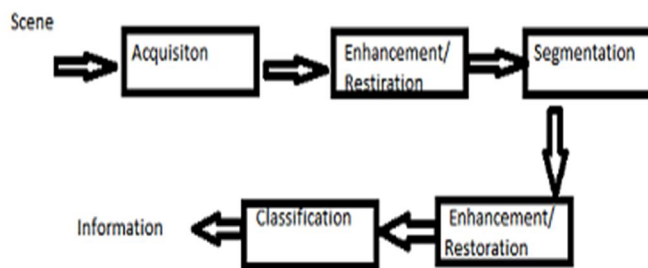 Scene
Acquisiton
Enhancement/
Restiration
Segmentation
Enhancement/
Restoration
Classification
Information